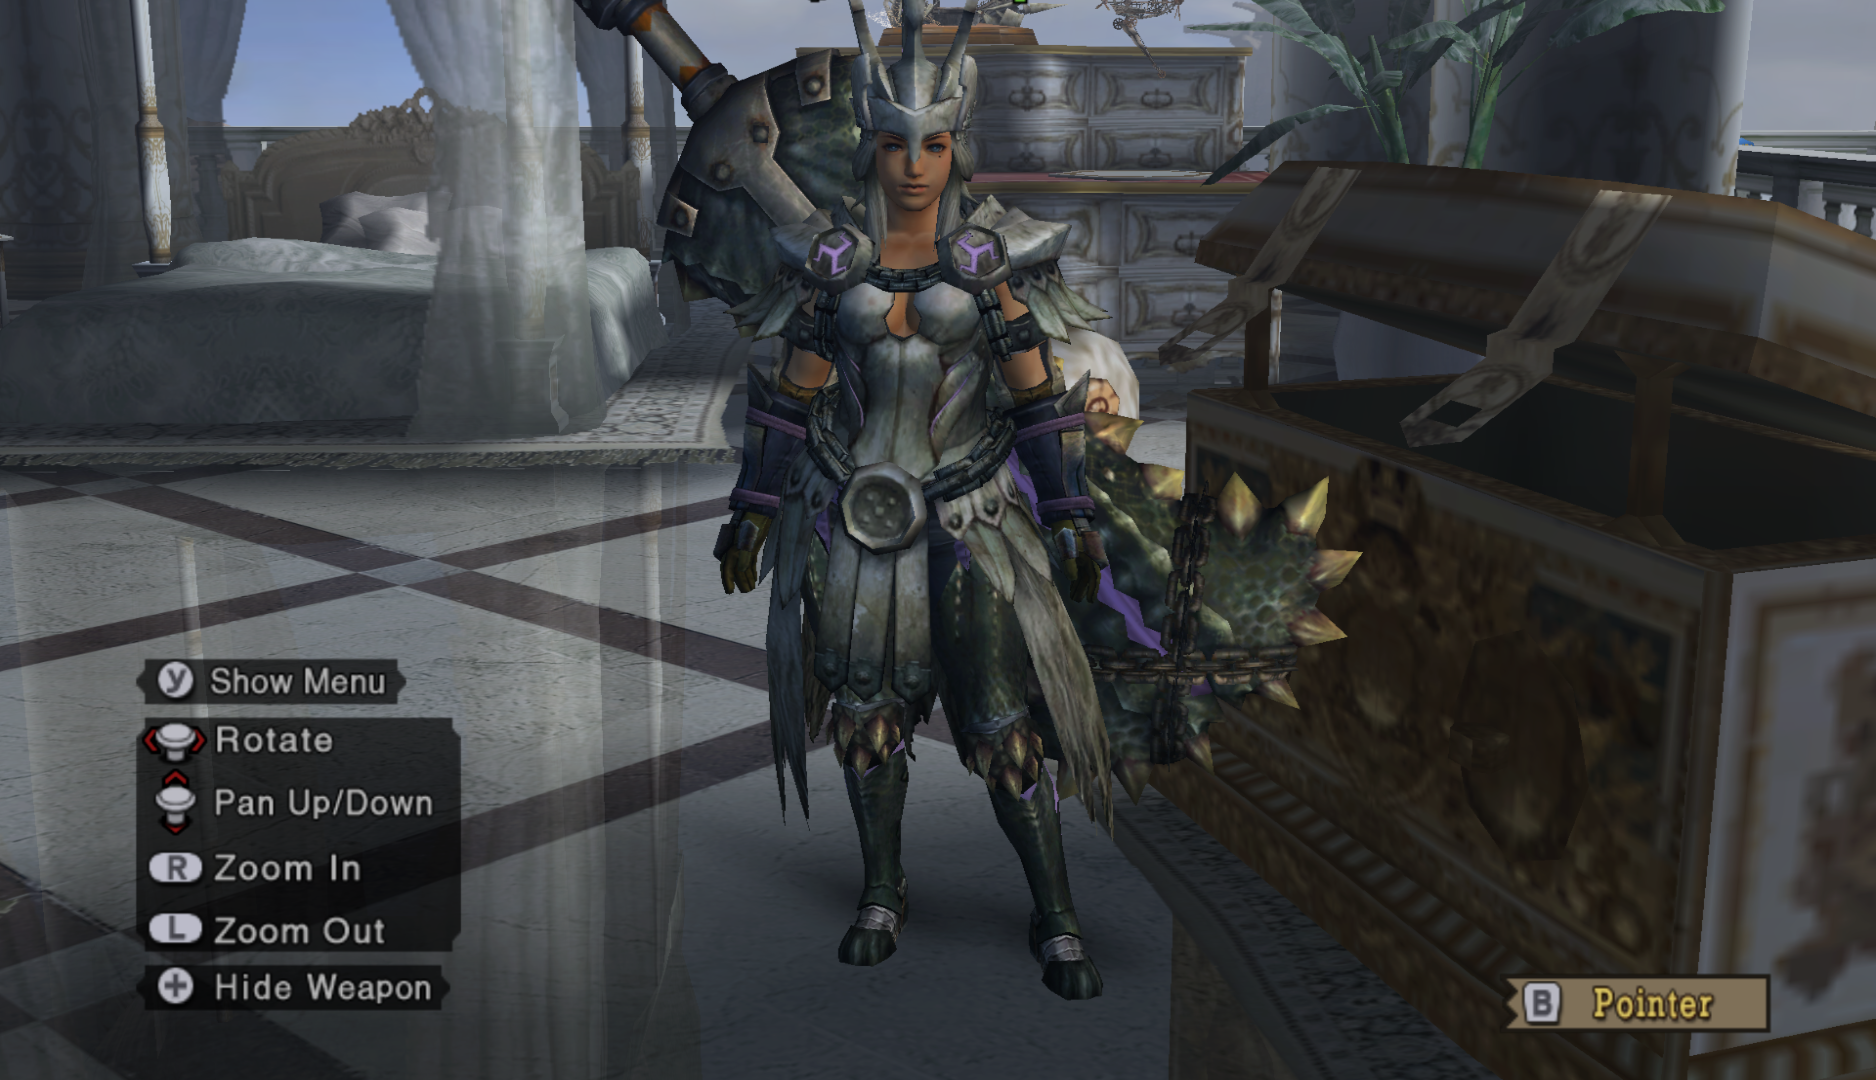 y Show Menu
Rotate
Pan Up/Down
R Zoom In
L Zoom Out
+ Hide Weapon
B Pointer